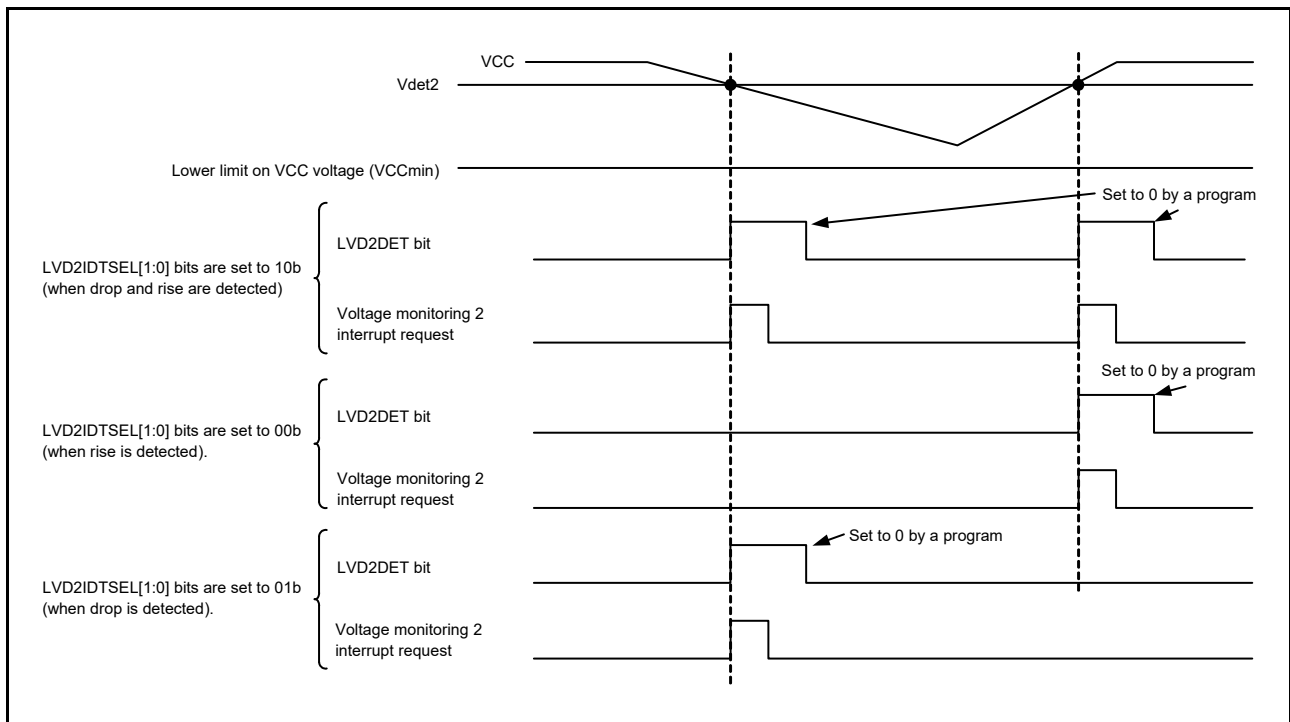 VCC
Vdet2
Lower limit on VCC voltage (VCCmin)
Set to 0 by a program
LVD2DET bit
LVD2IDTSEL[1:0] bits are set to 10b
(when drop and rise are detected)
Voltage monitoring 2
interrupt request
Set to 0 by a program
LVD2DET bit
LVD2IDTSEL[1:0] bits are set to 00b
(when rise is detected).
Voltage monitoring 2
interrupt request
Set to 0 by a program
LVD2DET bit
LVD2IDTSEL[1:0] bits are set to 01b
(when drop is detected).
Voltage monitoring 2
interrupt request